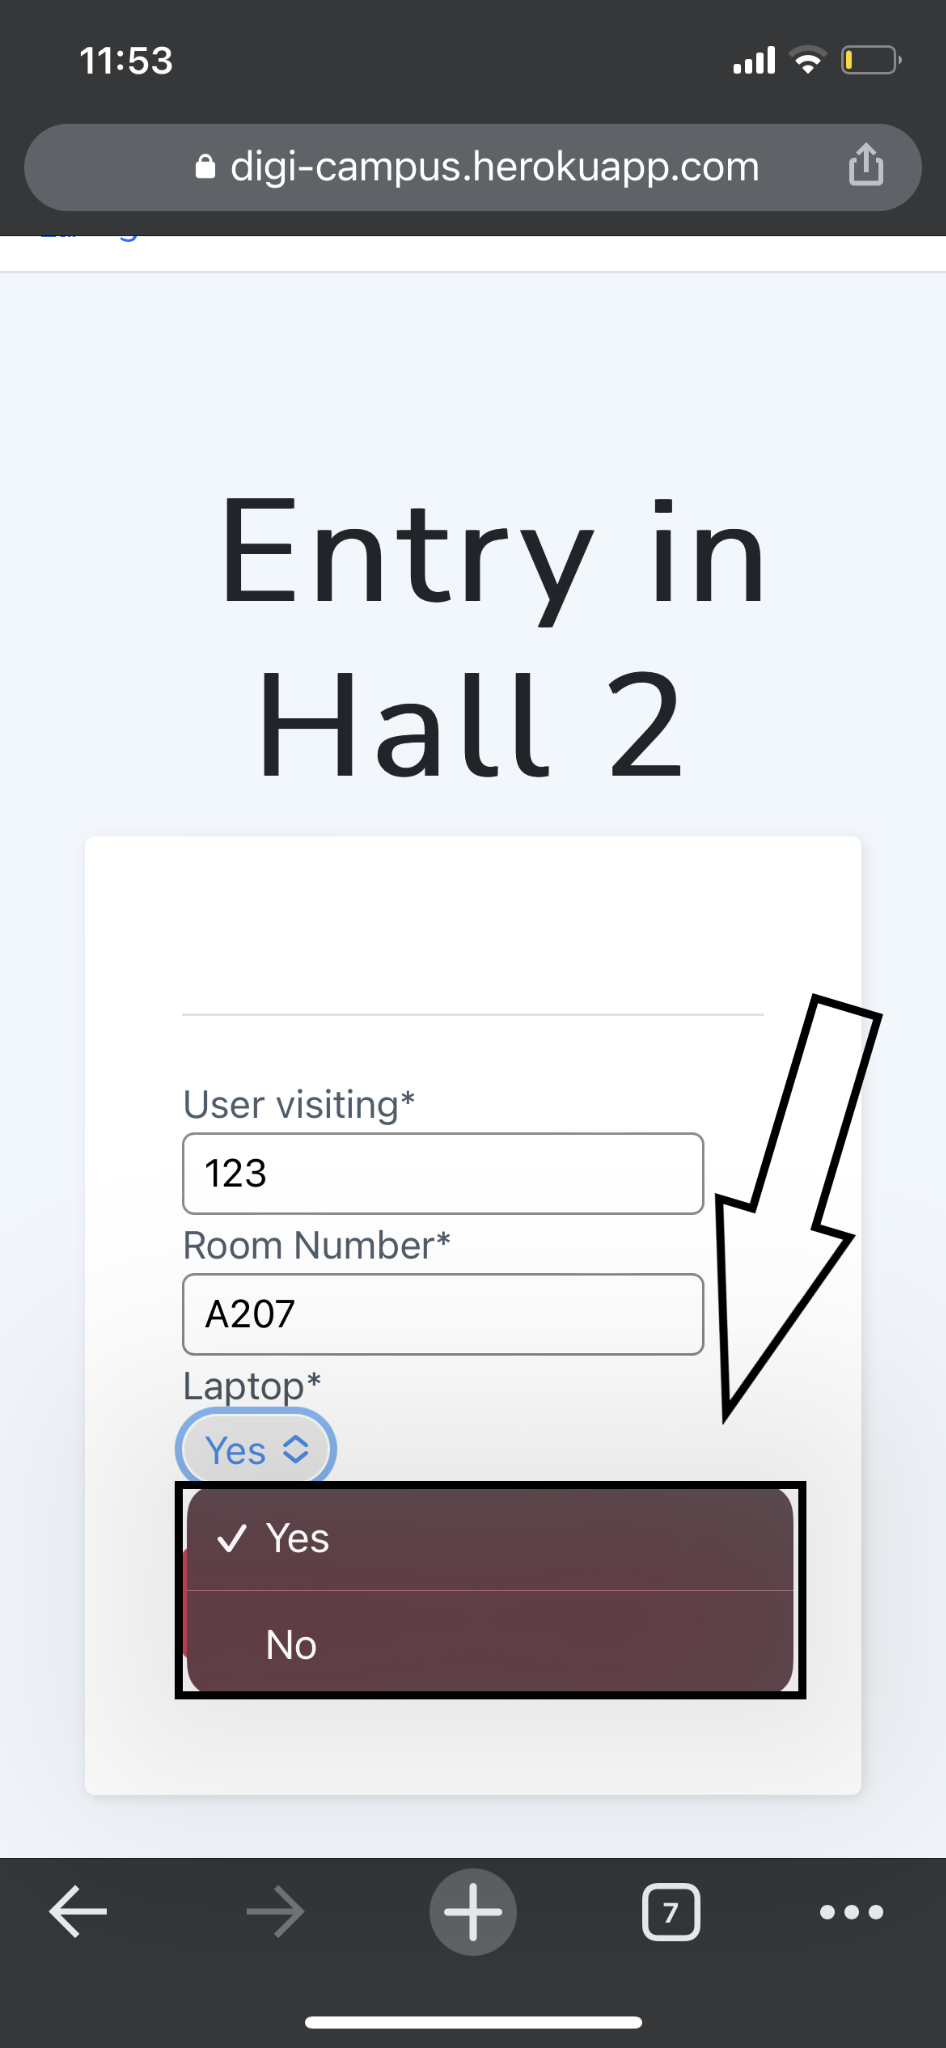 11:53
digi-campus.herokuapp.com
Entry in
Hall 2
User visiting*
123
Room Number*
A207
Laptop*
Yes
✓ Yes
No
7